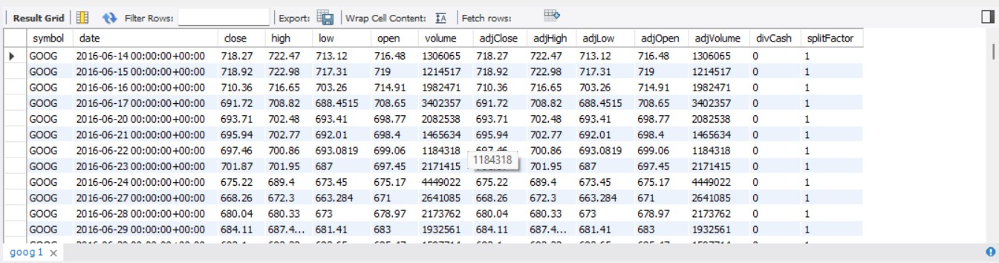 Result Grid Filter Rows: Export: Wrap Cell Content: Fetch rows:
symbol date close high low open volume adjClose adjHigh adjLow adjOpen adjVolume divCash splitFactor
GOOG 2016-06-14 00:00:00+00:00 718.27 722.47 713.12 716.48 1306065 718.27 722.47 713.12 716.48 1306065 0 1
GOOG 2016-06-15 00:00:00+00:00 718.92 722.98 717.31 719 1214517 718.92 722.98 717.31 719 1214517 0 1
GOOG 2016-06-16 00:00:00+00:00 710.36 716.65 703.26 714.91 1982471 710.36 716.65 703.26 714.91 1982471 0 1
GOOG 2016-06-17 00:00:00+00:00 691.72 708.82 688.4515 708.65 3402357 691.72 708.82 688.4515 708.65 3402357 0 1
GOOG 2016-06-20 00:00:00+00:00 693.71 702.48 693.41 698.77 2082538 693.71 702.48 693.41 698.77 2082538 0 1
GOOG 2016-06-21 00:00:00+00:00 695.94 702.77 692.01 698.4 1465634 695.94 702.77 692.01 698.4 1465634 0 1
GOOG 2016-06-22 00:00:00+00:00 697.46 700.86 693.0819 699.06 1184318 697.46 700.86 693.0819 699.06 1184318 0 1
1184318
GOOG 2016-06-23 00:00:00+00:00 701.87 701.95 687 697.45 2171415 701.95 687 697.45 2171415 0 1
GOOG 2016-06-24 00:00:00+00:00 675.22 689.4 673.45 675.17 4449022 675.22 689.4 673.45 675.17 4449022 0 1
GOOG 2016-06-27 00:00:00+00:00 668.26 672.3 663.284 671 2641085 668.26 672.3 663.284 671 2641085 0 1
GOOG 2016-06-28 00:00:00+00:00 680.04 680.33 673 678.97 2173762 680.04 680.33 673 678.97 2173762 0 1
GOOG 2016-06-29 00:00:00+00:00 684.11 687.4... 681.41 683 1932561 684.11 687.4... 681.41 683 1932561 0 1
goog1